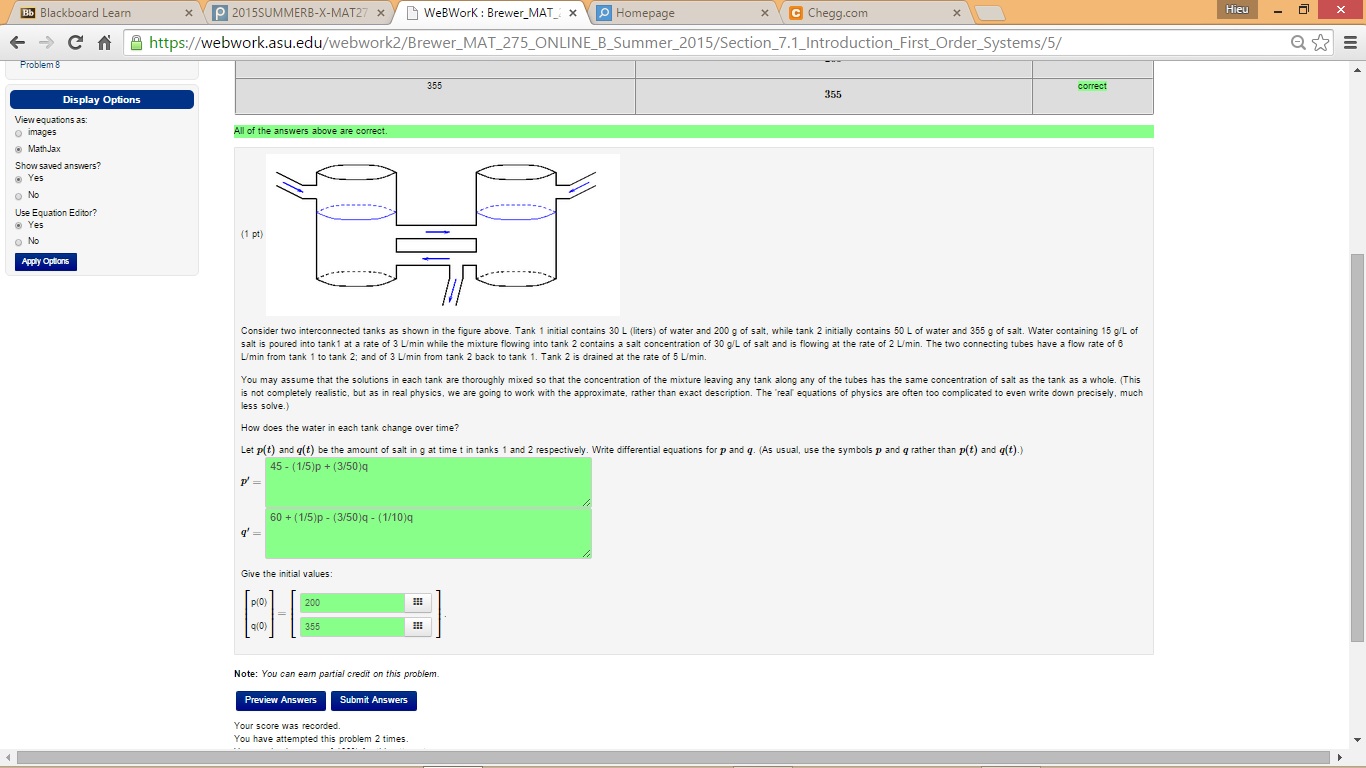 Blackboard Learn
2015SUMMERB-X-MAT27
WeBWorK : Brewer_MAT_
Homepage
Chegg.com
Hieu
https://webwork.asu.edu/webwork2/Brewer_MAT_275_ONLINE_B_Summer_2015/Section_7.1_Introduction_First_Order_Systems/5/
Problem 8
Display Options
View equations as:
images
MathJax
Show saved answers?
Yes
No
Use Equation Editor?
Yes
No
Apply Options
355 355 correct
All of the answers above are correct.
(1 pt)
Consider two interconnected tanks as shown in the figure above. Tank 1 initial contains 30 L (liters) of water and 200 g of salt, while tank 2 initially contains 50 L of water and 355 g of salt. Water containing 15 g/L of
salt is poured into tank1 at a rate of 3 L/min while the mixture flowing into tank 2 contains a salt concentration of 30 g/L of salt and is flowing at the rate of 2 L/min. The two connecting tubes have a flow rate of 6
L/min from tank 1 to tank 2; and of 3 L/min from tank 2 back to tank 1. Tank 2 is drained at the rate of 5 L/min.
You may assume that the solutions in each tank are thoroughly mixed so that the concentration of the mixture leaving any tank along any of the tubes has the same concentration of salt as the tank as a whole. (This
is not completely realistic, but as in real physics, we are going to work with the approximate, rather than exact description. The 'real' equations of physics are often too complicated to even write down precisely, much
less solve.)
How does the water in each tank change over time?
Let p(t) and q(t) be the amount of salt in g at time t in tanks 1 and 2 respectively. Write differential equations for p and q. (As usual, use the symbols p and q rather than p(t) and q(t).)
p′ = 45 - (1/5)p + (3/50)q
q′ = 60 + (1/5)p - (3/50)q - (1/10)q
Give the initial values:
p(0) = 200
q(0) 355 .
Note: You can earn partial credit on this problem.
Preview Answers Submit Answers
Your score was recorded.
You have attempted this problem 2 times.